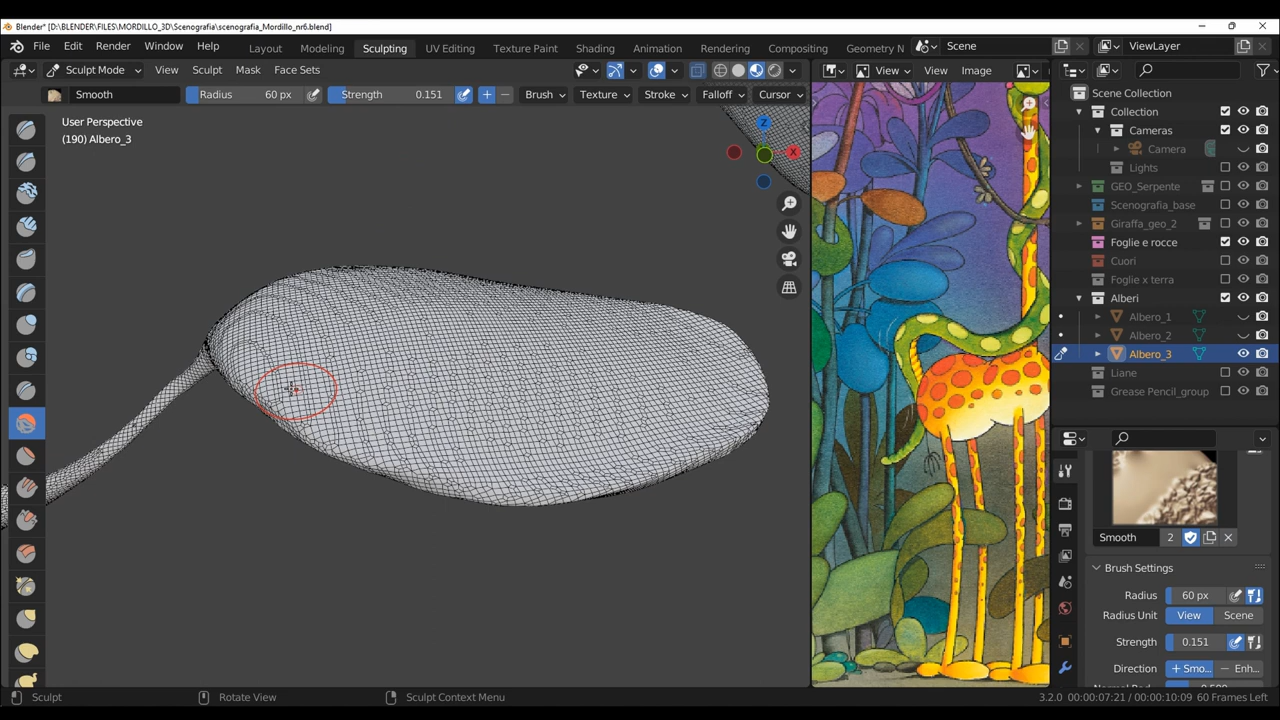 Blender* [D:\BLENDER\FILES\MORDILLO_3D\Scenografia\scenografia_Mordillo_nr6.blend]
File Edit Render Window Help Layout Modeling Sculpting UV Editing Texture Paint Shading Animation Rendering Compositing Geometry N Scene ViewLayer
Sculpt Mode View Sculpt Mask Face Sets View View Image
Smooth Radius 60 px Strength 0.151 Brush Texture Stroke Falloff Cursor
User Perspective
(190) Albero_3
Z
X
Scene Collection
Collection
Cameras
Camera
Lights
GEO_Serpente
Scenografia_base
Giraffa_geo_2
Foglie e rocce
Cuori
Foglie x terra
Alberi
Albero_1
Albero_2
Albero_3
Liane
Grease Pencil_group
Smooth 2
Brush Settings
Radius 60 px
Radius Unit View Scene
Strength 0.151
Direction + Smo... − Enh...
Sculpt Rotate View Sculpt Context Menu 3.2.0 00:00:07:21 / 00:00:10:09 60 Frames Left